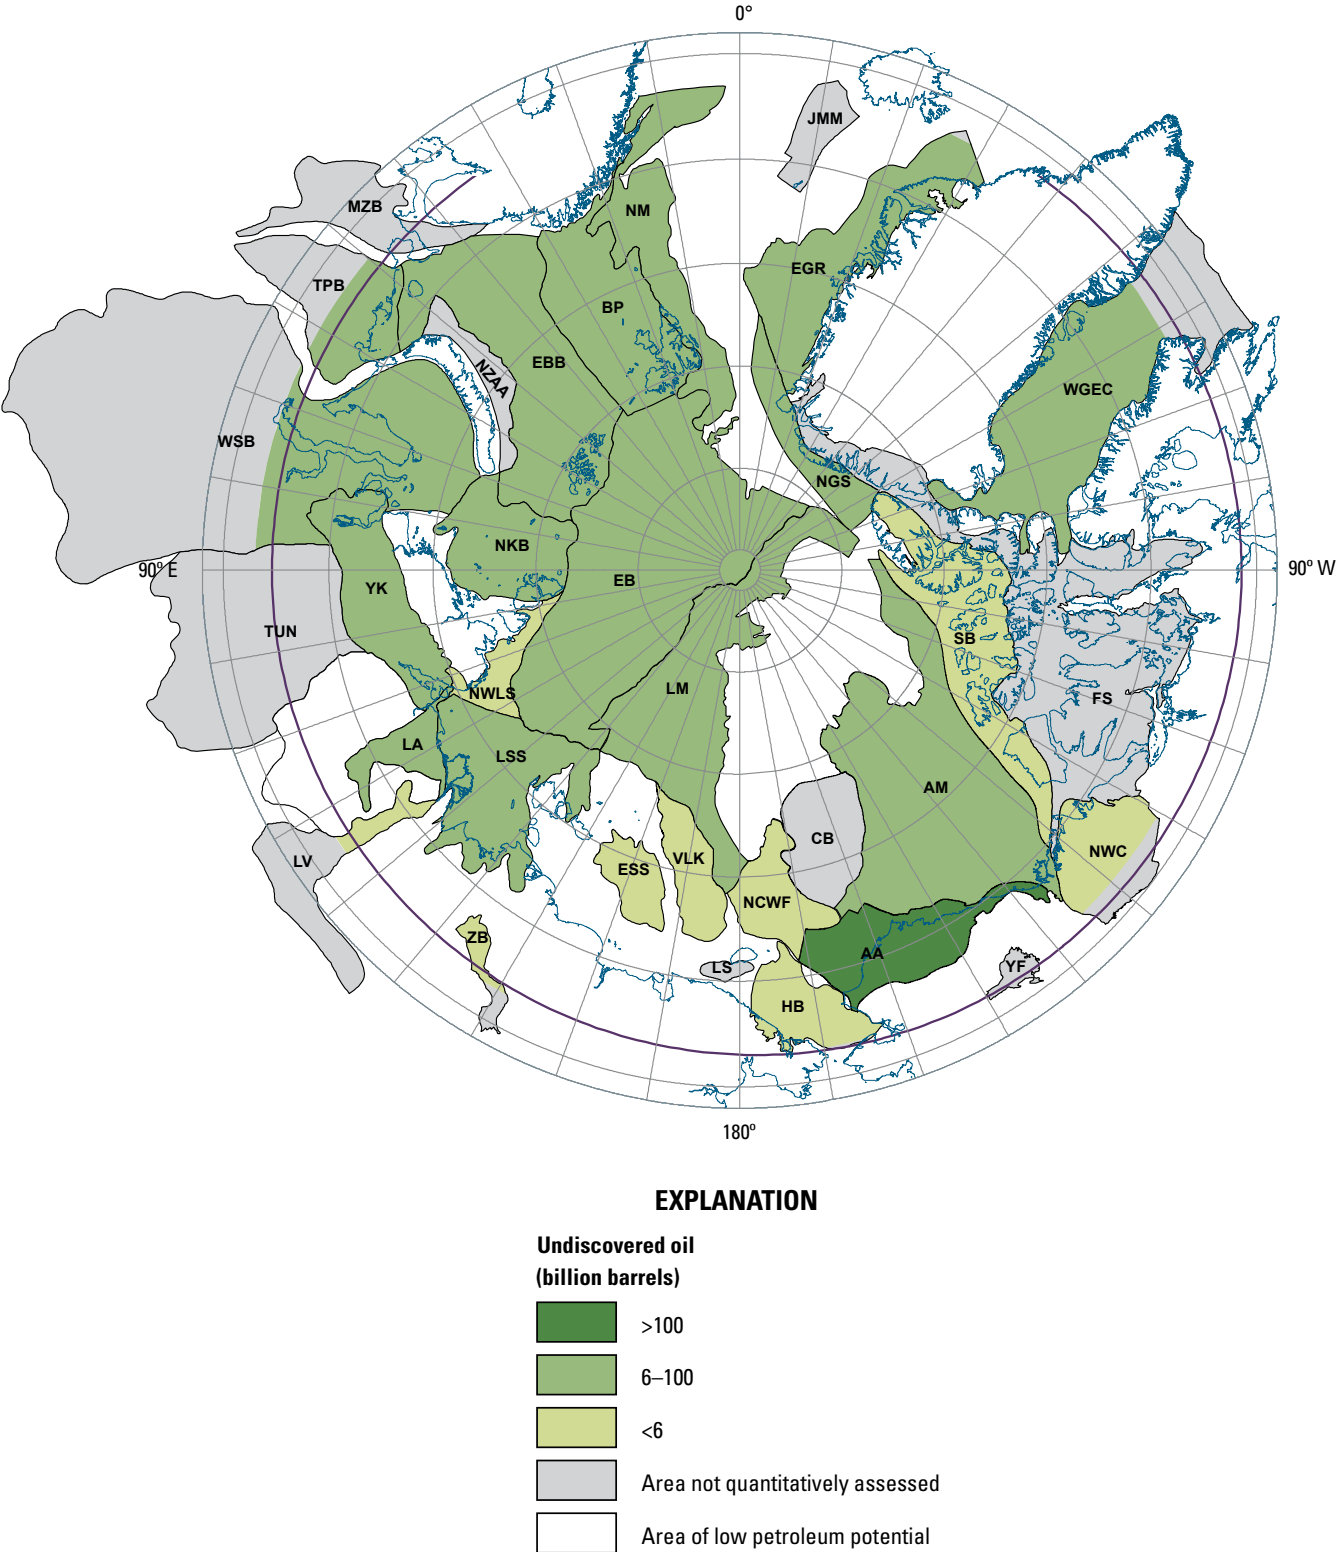 0°
JMM
MZB
NM
EGR
TPB
BP
EBB
NZAA
WGEC
WSB
NGS
NKB
90° E
EB
90° W
YK
TUN
SB
LM
NWLS
FS
LA
LSS
AM
CB
NWC
LV
VLK
ESS
NCWF
ZB
AA
LS
YF
HB
180°
EXPLANATION
Undiscovered oil
(billion barrels)
>100
6–100
<6
Area not quantitatively assessed
Area of low petroleum potential